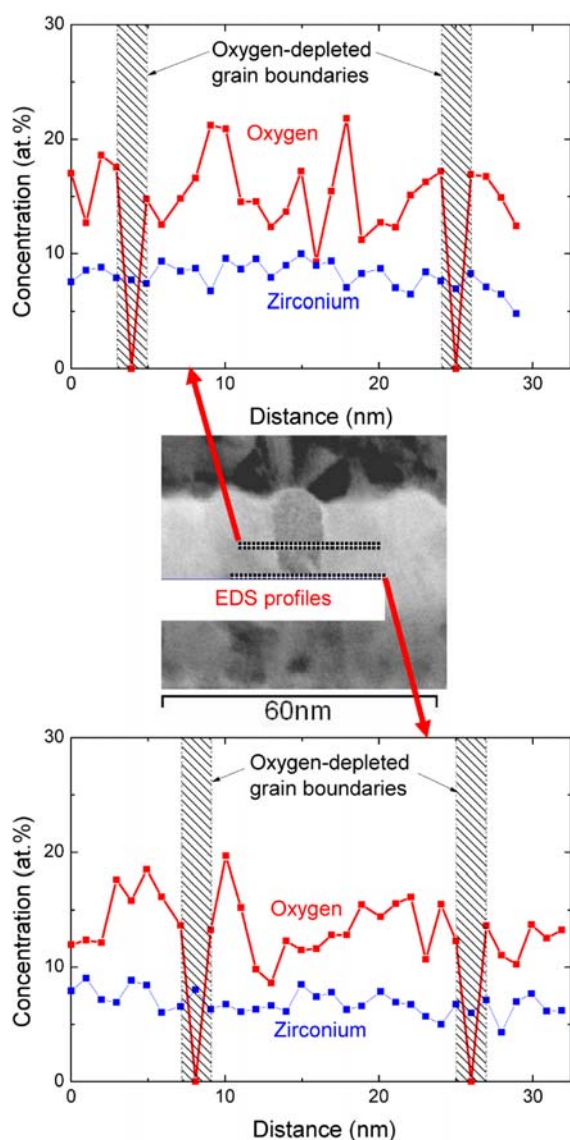 30
Oxygen-depleted
grain boundaries
20
Oxygen
10
Zirconium
0
0 10 20 30
Concentration (at.%)
Distance (nm)
EDS profiles
60nm
30
Oxygen-depleted
grain boundaries
20
Oxygen
10
Zirconium
0
0 10 20 30
Concentration (at.%)
Distance (nm)